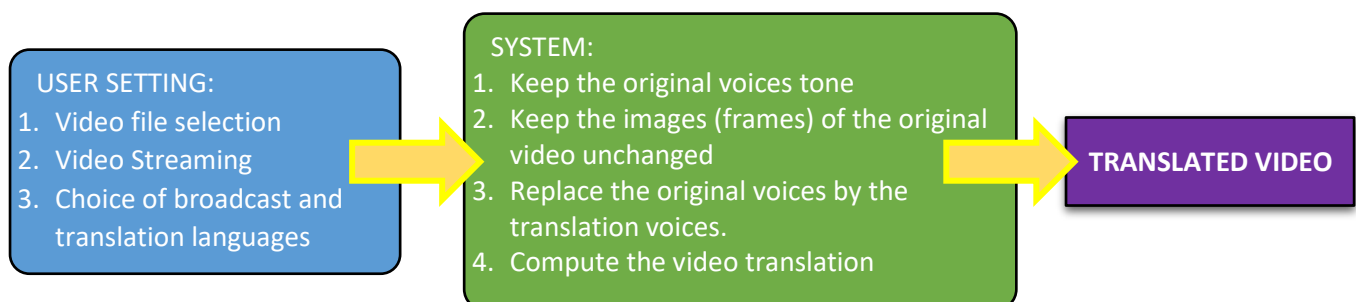 USER SETTING:
1. Video file selection
2. Video Streaming
3. Choice of broadcast and
translation languages
SYSTEM:
1. Keep the original voices tone
2. Keep the images (frames) of the original
video unchanged
3. Replace the original voices by the
translation voices.
4. Compute the video translation
TRANSLATED VIDEO